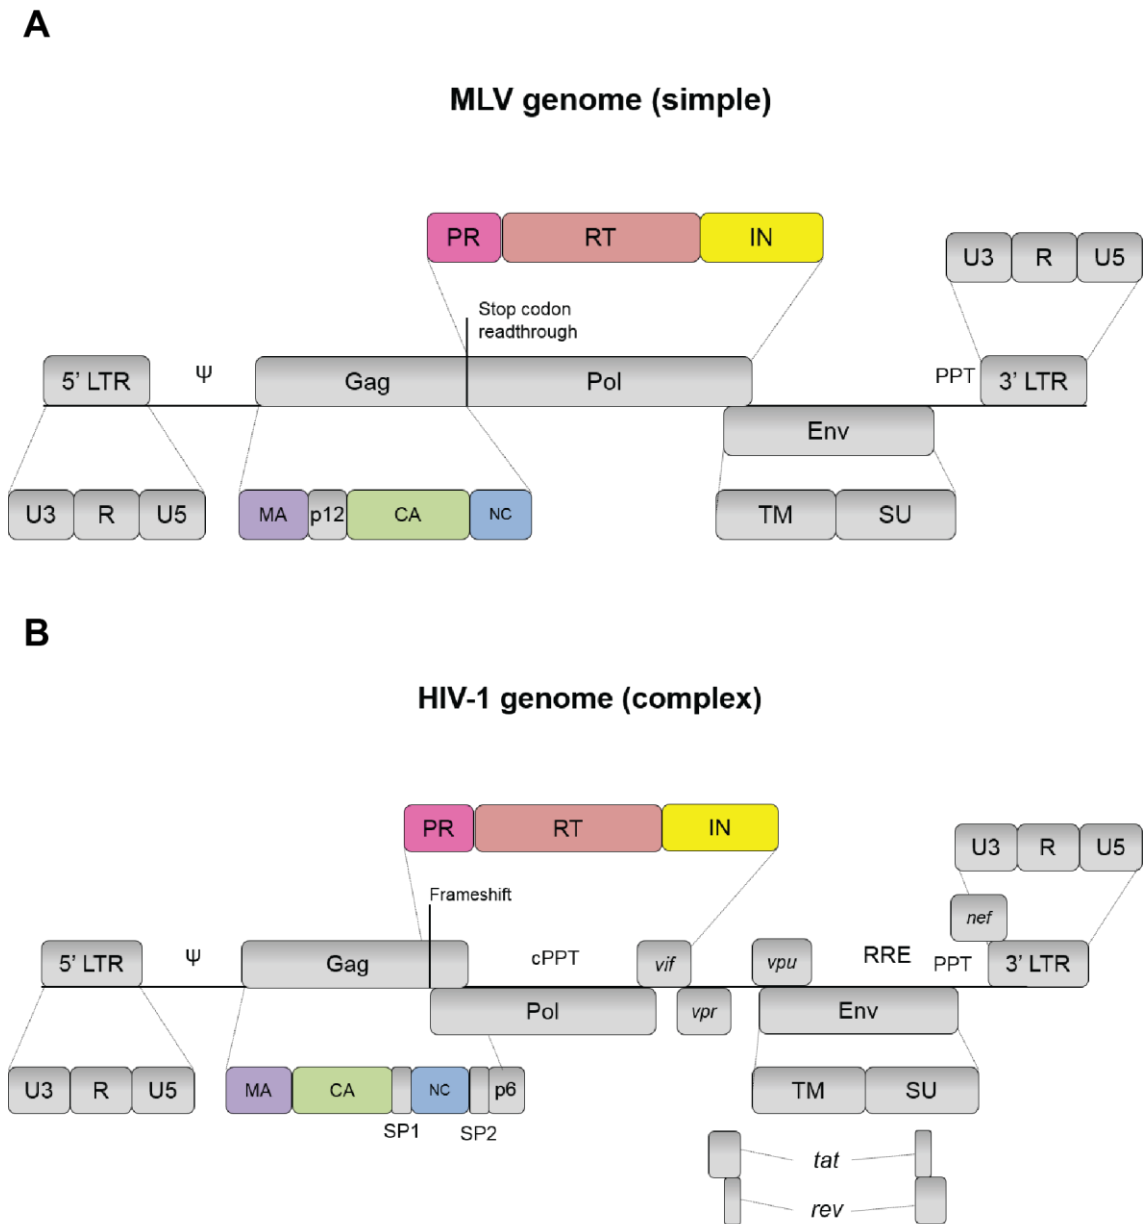 A
MLV genome (simple)
PR RT IN
U3 R U5
Stop codon
readthrough
5' LTR Ψ Gag Pol PPT 3' LTR
Env
U3 R U5 MA p12 CA NC TM SU
B
HIV-1 genome (complex)
PR RT IN
U3 R U5
Frameshift
nef
5' LTR Ψ Gag cPPT vif vpu RRE PPT 3' LTR
Pol vpr Env
U3 R U5 MA CA NC p6 TM SU
SP1 SP2
tat
rev